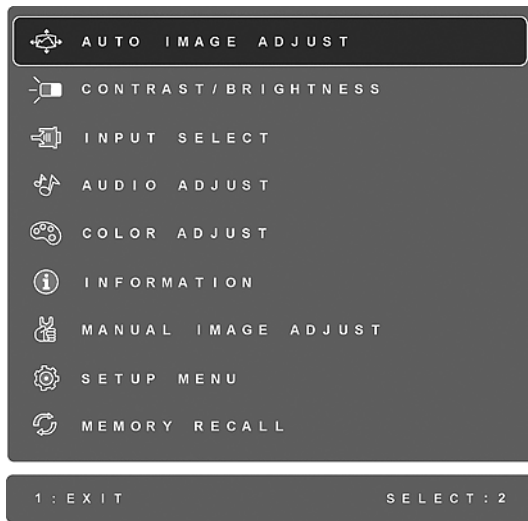 AUTO IMAGE ADJUST
CONTRAST/BRIGHTNESS
INPUT SELECT
AUDIO ADJUST
COLOR ADJUST
INFORMATION
MANUAL IMAGE ADJUST
SETUP MENU
MEMORY RECALL
1:EXIT SELECT:2